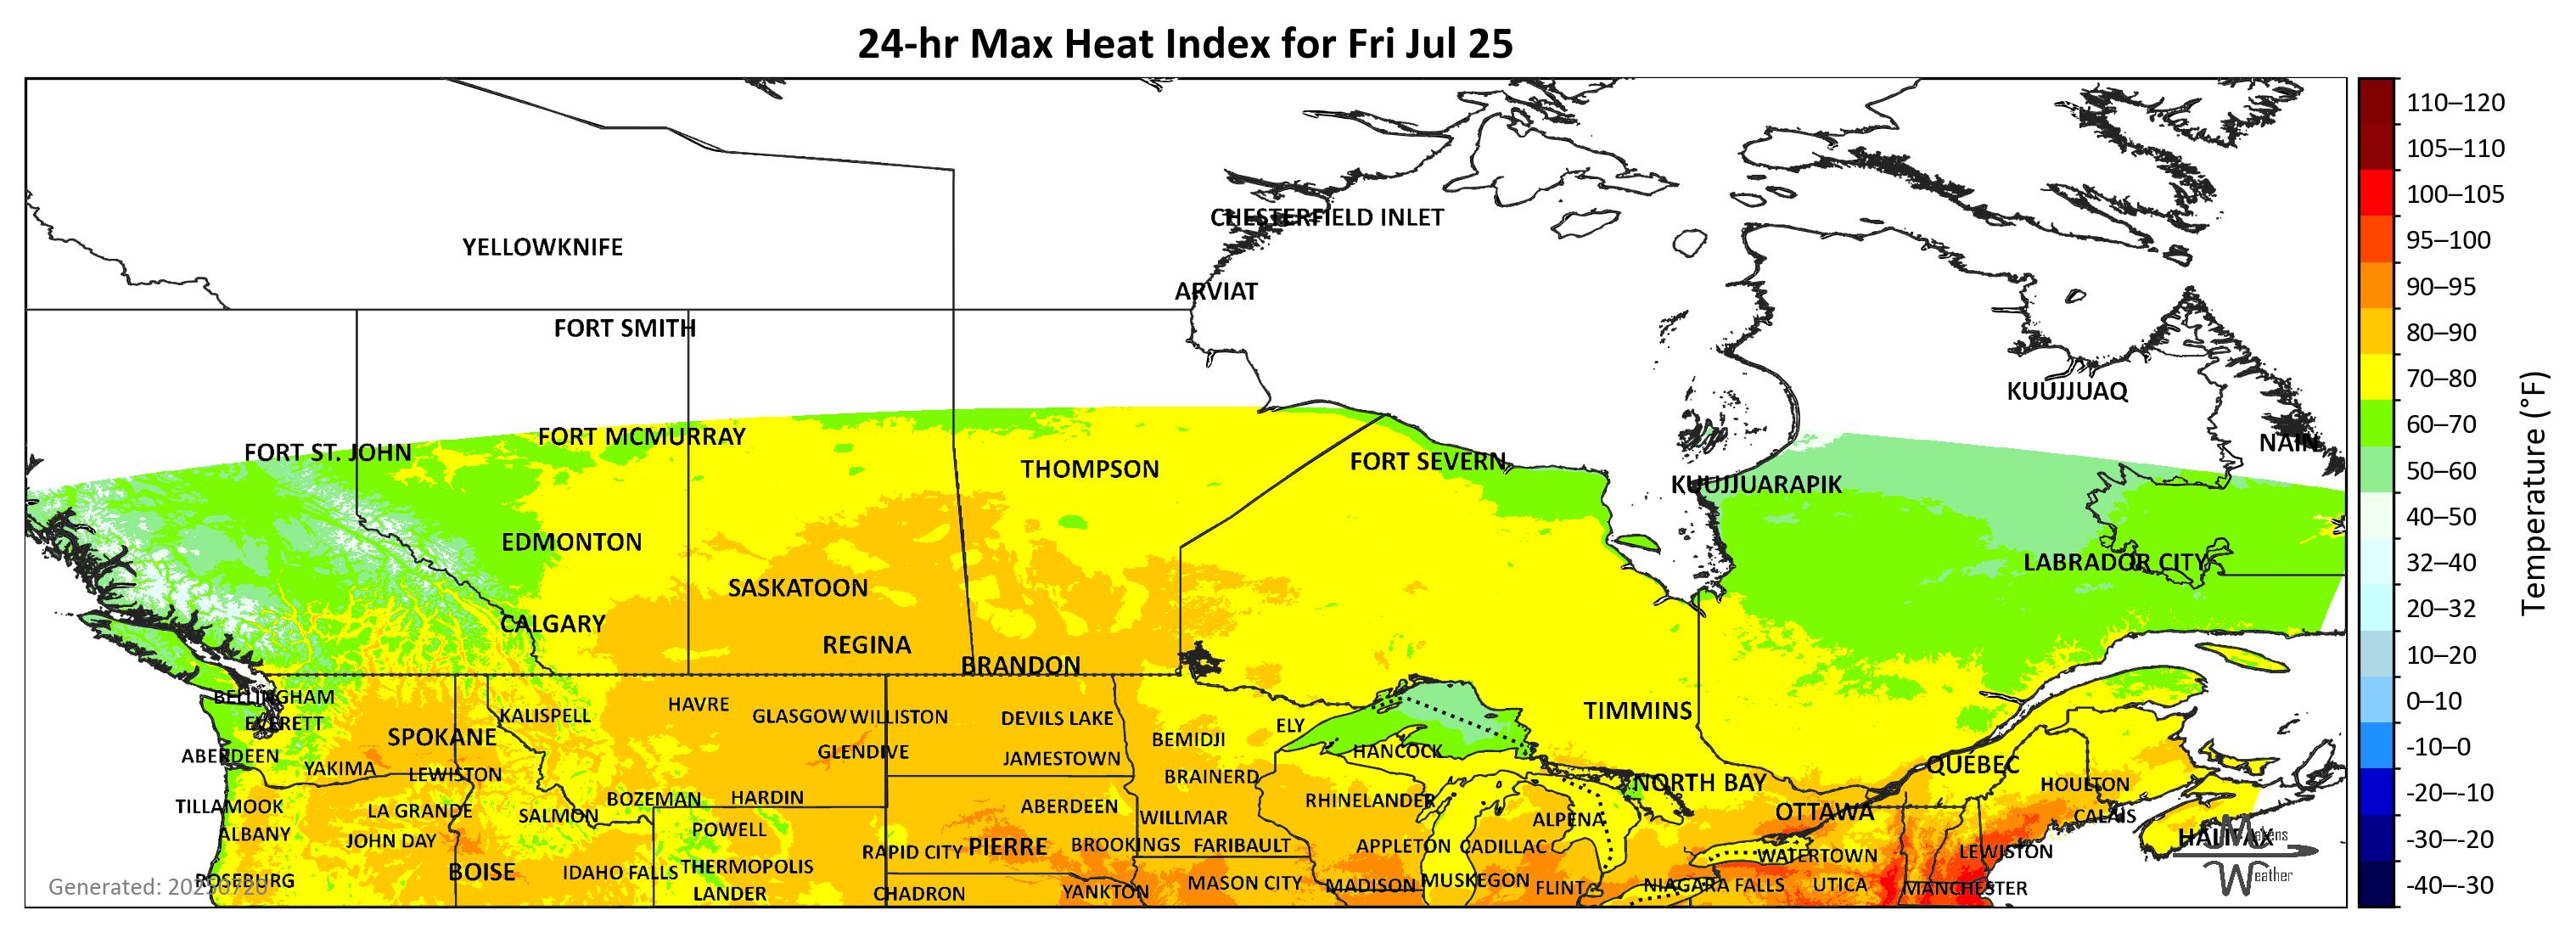 24-hr Max Heat Index for Fri Jul 25
110–120
105–110
CHESTERFIELD INLET
100–105
YELLOWKNIFE
95–100
ARVIAT
90–95
FORT SMITH
80–90
KUUJJUAQ
70–80
FORT ST. JOHN
FORT MCMURRAY
60–70
NAIN
THOMPSON
FORT SEVERN
50–60
KUUJJUARAPIK
40–50
EDMONTON
LABRADOR CITY
32–40
SASKATOON
20–32
CALGARY
REGINA
BRANDON
10–20
BELLINGHAM
HAVRE
0–10
EVERETT
KALISPELL
GLASGOW
WILLISTON
DEVILS LAKE
TIMMINS
SPOKANE
BEMIDJI
ELY
-10–0
ABERDEEN
GLENDIVE
JAMESTOWN
HANCOCK
YAKIMA
LEWISTON
BRAINERD
NORTH BAY
QUÉBEC
HOULTON
-20–-10
TILLAMOOK
LA GRANDE
SALMON
BOZEMAN
HARDIN
ABERDEEN
WILLMAR
RHINELANDER
ALPENA
OTTAWA
CALAIS
ALBANY
JOHN DAY
POWELL
PIERRE
BROOKINGS
FARIBAULT
APPLETON
CADILLAC
HALIFAX
Makens
-30–-20
BOISE
IDAHO FALLS
THERMOPOLIS
RAPID CITY
WATERTOWN
LEWISTON
Weather
ROSEBURG
Generated: 20250720
LANDER
CHADRON
YANKTON
MASON CITY
MADISON
MUSKEGON
FLINT
NIAGARA FALLS
UTICA
MANCHESTER
-40–-30
Temperature (°F)